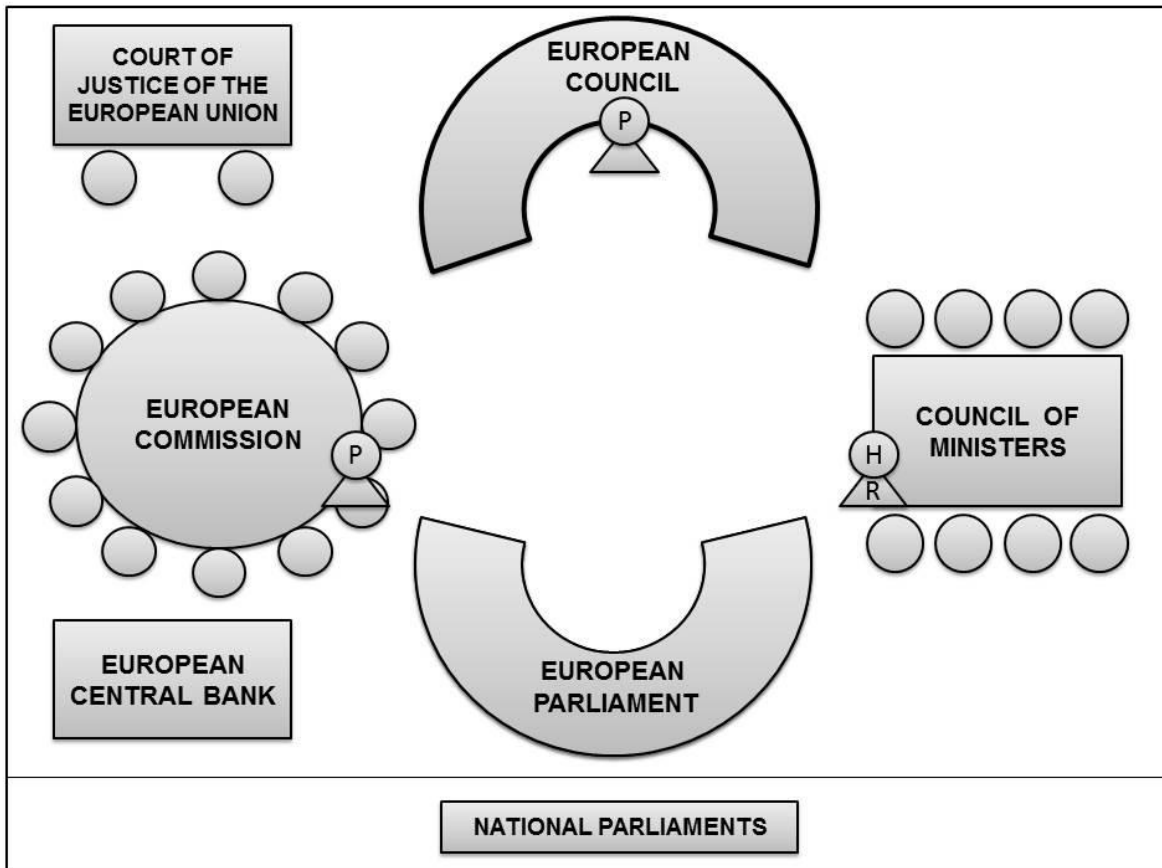 COURT OF
JUSTICE OF THE
EUROPEAN UNION
EUROPEAN
COUNCIL
P
EUROPEAN
COMMISSION
P
COUNCIL OF
MINISTERS
H
R
EUROPEAN
CENTRAL BANK
EUROPEAN
PARLIAMENT
NATIONAL PARLIAMENTS